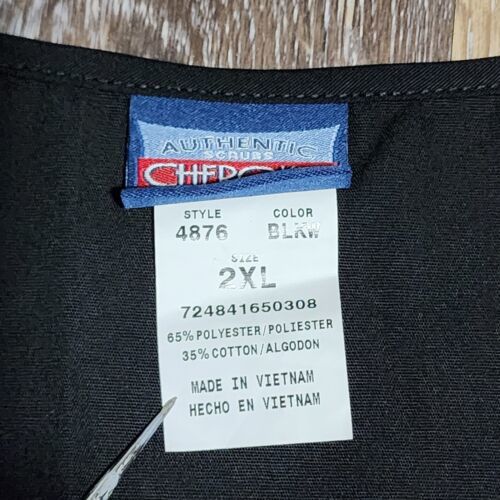 AUTHENTIC
SCRUBS
STYLE COLOR
4876 BLKW
SIZE
2XL
724841650308
65% POLYESTER/POLIESTER
35% COTTON/ALGODON
MADE IN VIETNAM
HECHO EN VIETNAM